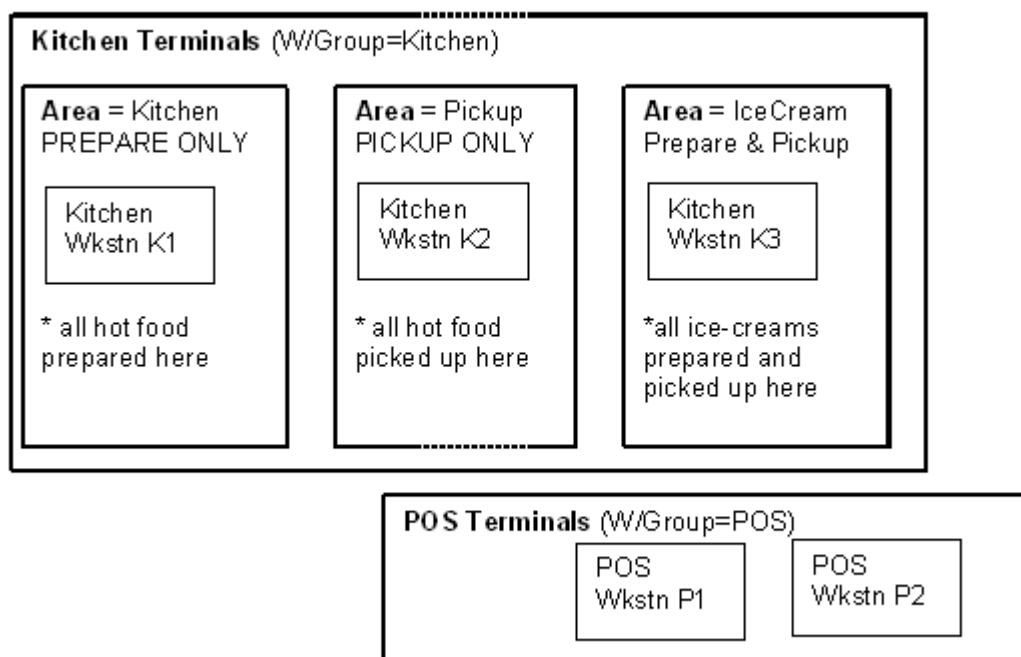 Kitchen Terminals (W/Group=Kitchen)
Area = Kitchen
PREPARE ONLY
Kitchen
Wkstn K1
* all hot food
prepared here
Area = Pickup
PICKUP ONLY
Kitchen
Wkstn K2
* all hot food
picked up here
Area = IceCream
Prepare & Pickup
Kitchen
Wkstn K3
*all ice-creams
prepared and
picked up here
POS Terminals (W/Group=POS)
POS
Wkstn P1
POS
Wkstn P2